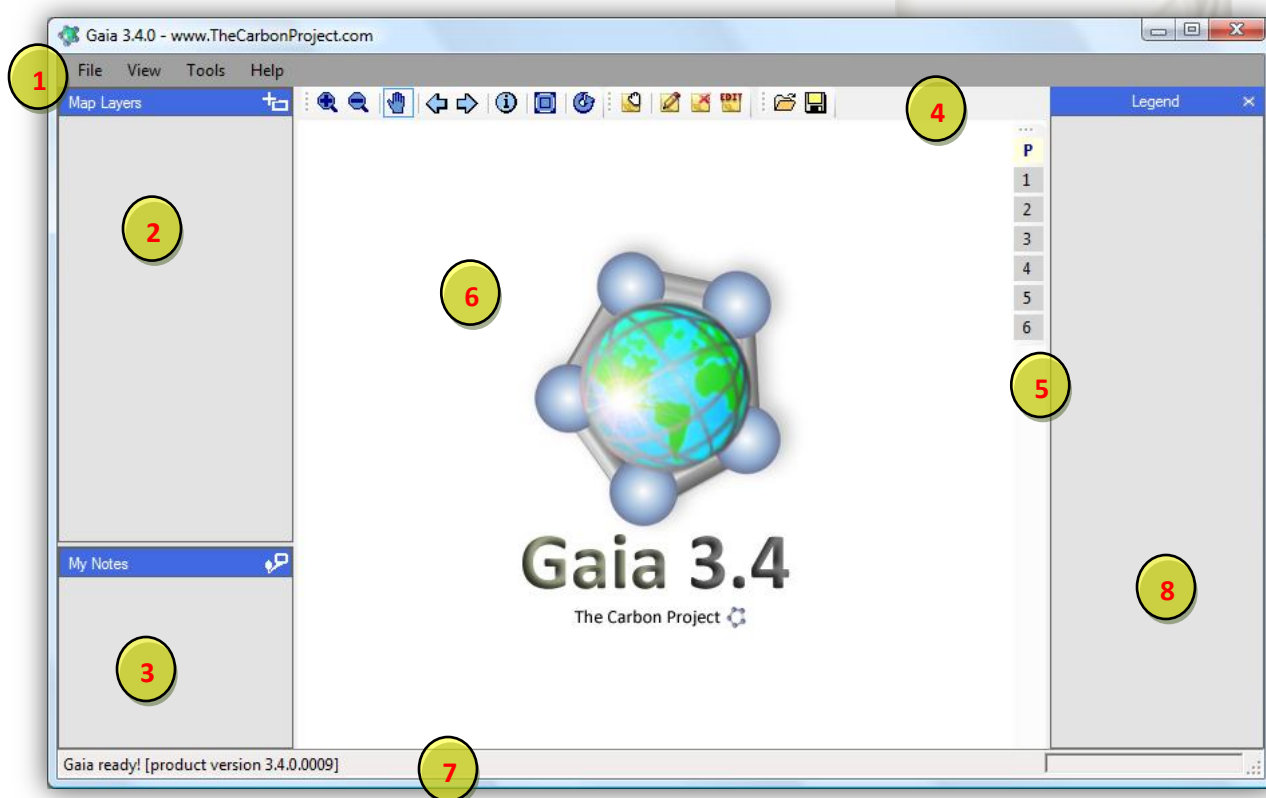 Gaia 3.4.0 - www.TheCarbonProject.com
1
File View Tools Help
Map Layers
EDIT
4
Legend
P
1
2
3
4
5
6
2
6
5
Gaia 3.4
The Carbon Project
My Notes
8
3
Gaia ready! [product version 3.4.0.0009]
7